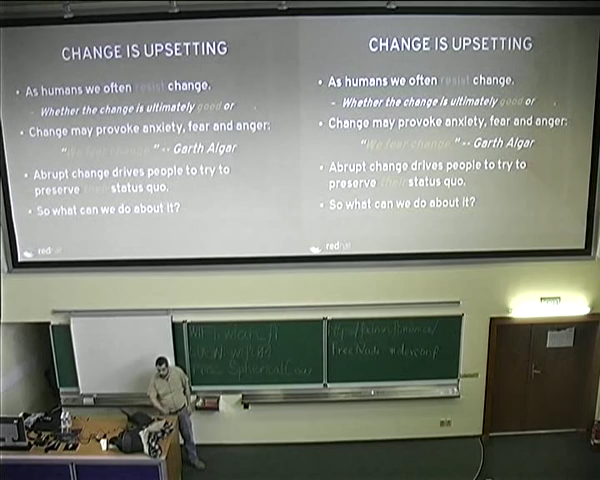 CHANGE IS UPSETTING
• As humans we often resist change.
– Whether the change is ultimately good or .
• Change may provoke anxiety, fear and anger:
"We fear change." -- Garth Algar
• Abrupt change drives people to try to
preserve their status quo.
• So what can we do about it?
red
CHANGE IS UPSETTING
• As humans we often resist change.
– Whether the change is ultimately good or .
• Change may provoke anxiety, fear and anger:
"We fear change." -- Garth Algar
• Abrupt change drives people to try to
preserve their status quo.
• So what can we do about it?
red